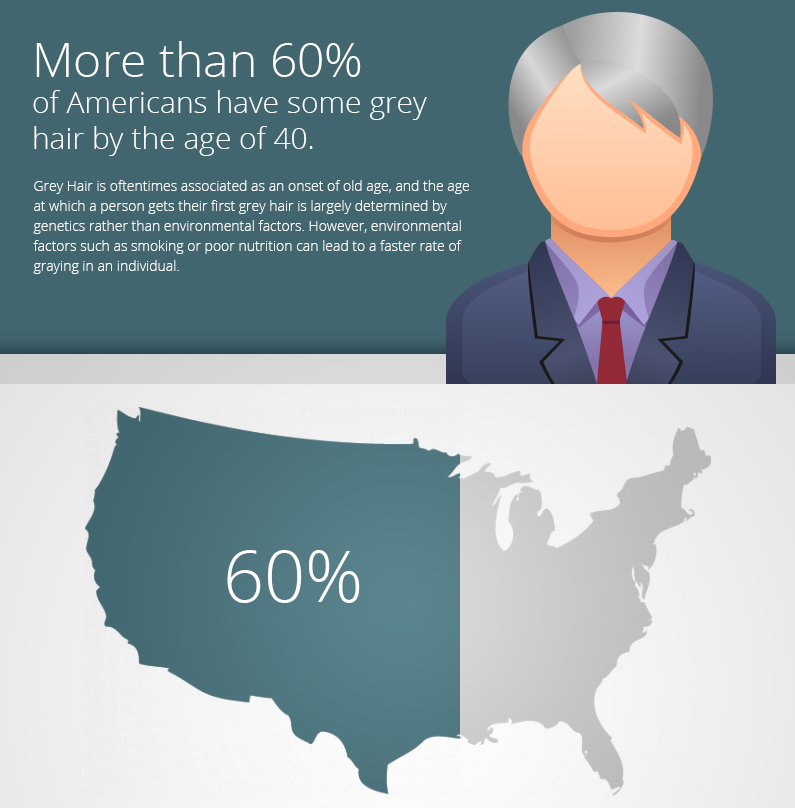 More than 60%
of Americans have some grey
hair by the age of 40.
Grey Hair is oftentimes associated as an onset of old age, and the age
at which a person gets their first grey hair is largely determined by
genetics rather than environmental factors. However, environmental
factors such as smoking or poor nutrition can lead to a faster rate of
graying in an individual.
60%